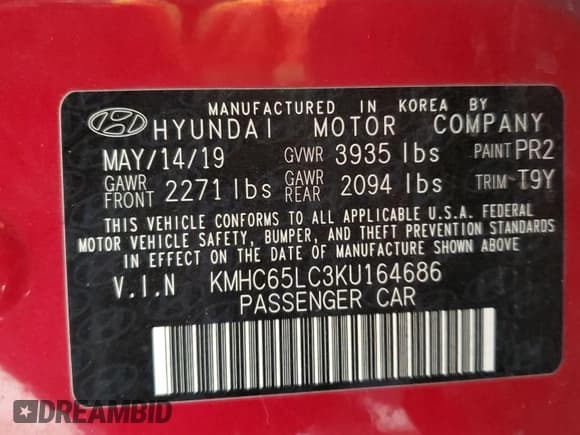 MANUFACTURED IN KOREA BY
HYUNDAI MOTOR COMPANY
MAY/14/19 GVWR 3935 lbs PAINT PR2
GAWR FRONT 2271 lbs GAWR REAR 2094 lbs TRIM T9Y
THIS VEHICLE CONFORMS TO ALL APPLICABLE U.S.A. FEDERAL
MOTOR VEHICLE SAFETY, BUMPER, AND THEFT PREVENTION STANDARDS
IN EFFECT ON THE DATE OF MANUFACTURE SHOWN ABOVE.
V.I.N KMHC65LC3KU164686
PASSENGER CAR
DREAMBID